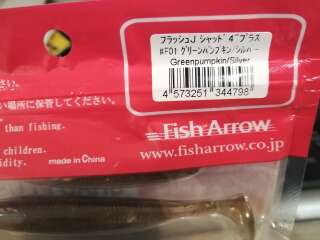 フラッシュJ シャッド 4"プラス
#F01 グリーンパンプキン/シルバー
Greenpumpkin/Silver
4 573251 344798
さい。
い場所に保管してください。
than fishing.
children.
idity.
made in China
Fish Arrow
www.fisharrow.co.jp